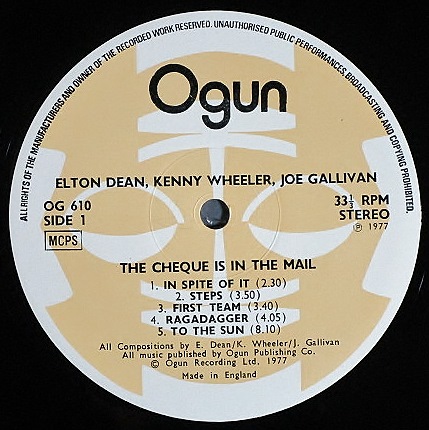 ALL RIGHTS OF THE MANUFACTURERS AND OWNER OF THE RECORDED WORK RESERVED. UNAUTHORISED PUBLIC PERFORMANCES, BROADCASTING AND COPYING PROHIBITED.
Ogun
ELTON DEAN, KENNY WHEELER, JOE GALLIVAN
OG 610
SIDE 1
MCPS
33⅓ RPM
STEREO
℗ 1977
THE CHEQUE IS IN THE MAIL
1. IN SPITE OF IT (2.30)
2. STEPS (3.50)
3. FIRST TEAM (3.40)
4. RAGADAGGER (4.05)
5. TO THE SUN (8.10)
All Compositions by E. Dean/K. Wheeler/J. Gallivan
All music published by Ogun Publishing Co.
© Ogun Recording Ltd. 1977
Made in England